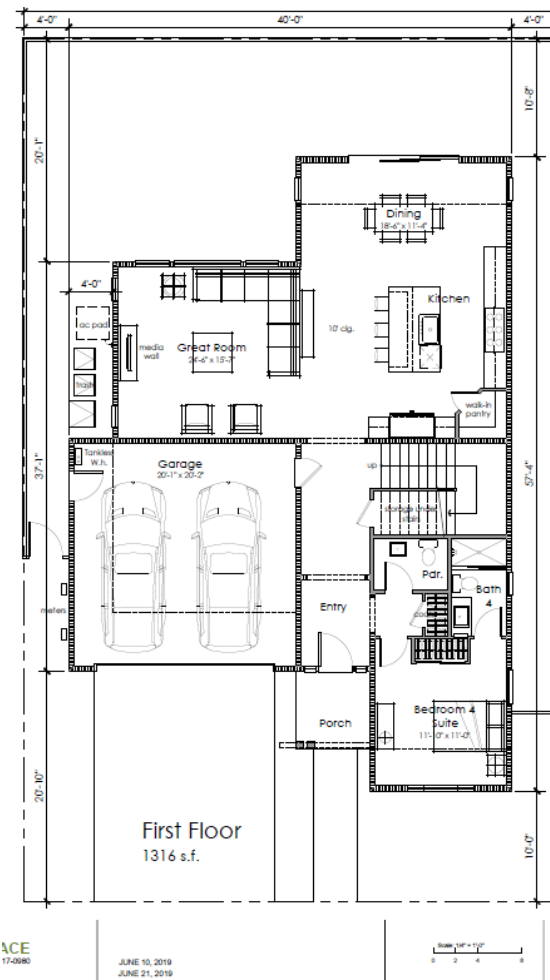 4'-0"
40'-0"
4'-0"
10'-8"
20'-1"
Dining
18'-6" x 11'-4"
4'-0"
Kitchen
ac pad
10' clg.
media
wall
Great Room
24'-6" x 15'-7"
trash
walk-in
pantry
Tankless
W.h.
Garage
20'-1" x 20'-2"
up
37'-1"
57'-4"
storage under
stair
Pdr.
Bath
4
meters
Entry
coats
Bedroom 4
Suite
11'-10" x 11'-0"
Porch
20'-10"
First Floor
1316 s.f.
10'-0"
ACE
17-0980
JUNE 10, 2019
JUNE 21, 2019
Scale: 1/4" = 1'-0"
0 2 4 8